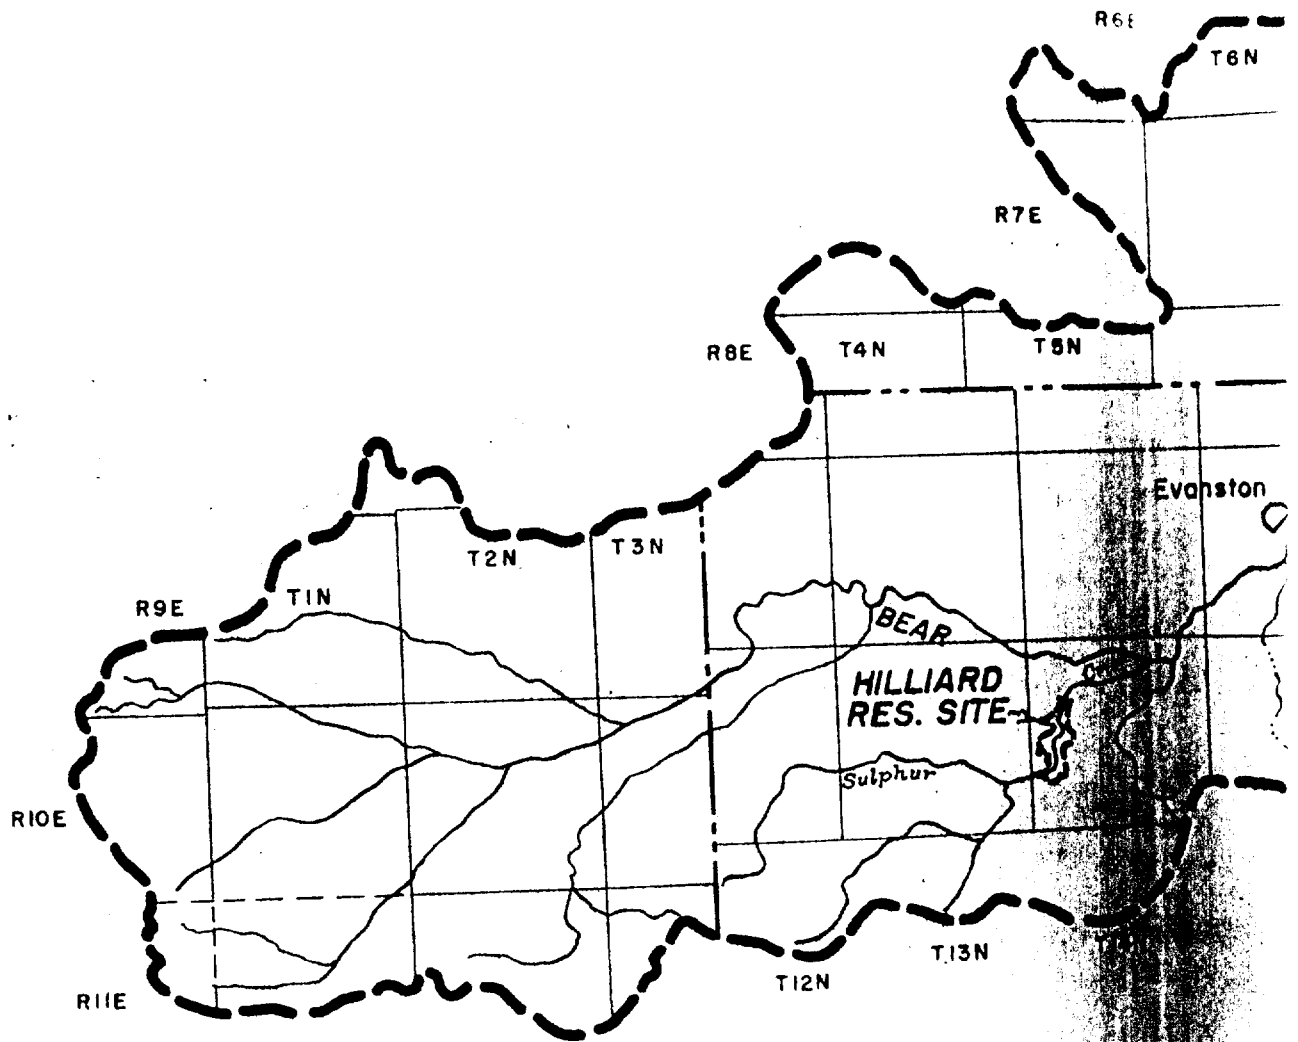 R6E
T6N
R7E
R8E
T4N
T5N
Evanston
T2N
T3N
R9E
T1N
BEAR
HILLIARD
RES. SITE
Sulphur
R10E
R11E
T12N
T.13N